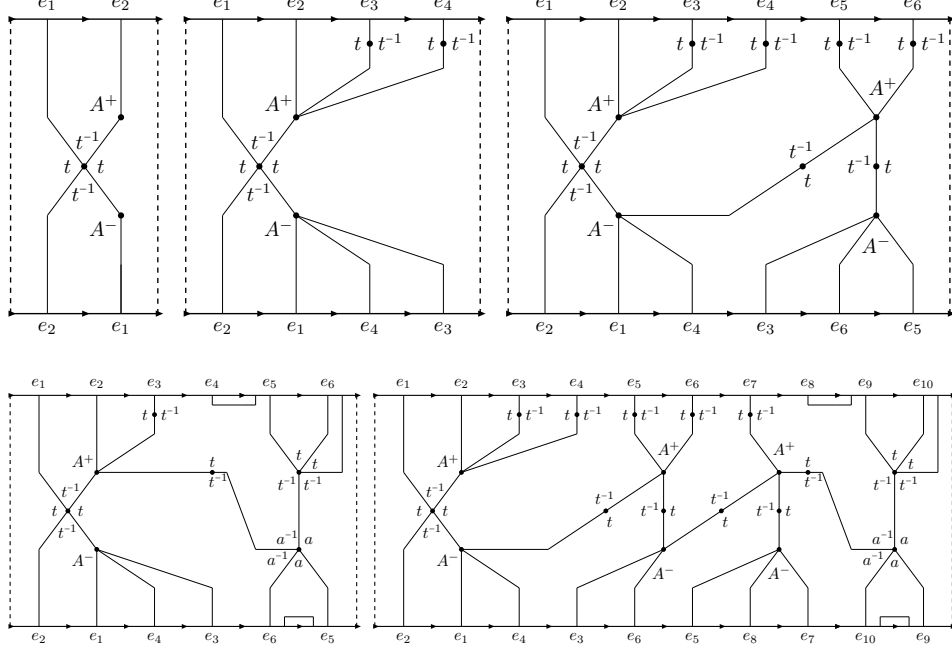 e₁ e₂ e₁ e₂ e₃ e₄ e₁ e₂ e₃ e₄ e₅ e₆
t t⁻¹ t t⁻¹ t t⁻¹ t t⁻¹ t t⁻¹ t t⁻¹
A⁺ A⁺ A⁺ A⁺
t⁻¹ t⁻¹ t⁻¹ t⁻¹
t t t t t t t t⁻¹ t
t⁻¹ t⁻¹ t⁻¹
A⁻ A⁻ A⁻ A⁻
e₂ e₁ e₂ e₁ e₄ e₃ e₂ e₁ e₄ e₃ e₆ e₅
e₁ e₂ e₃ e₄ e₅ e₆ e₁ e₂ e₃ e₄ e₅ e₆ e₇ e₈ e₉ e₁₀
t t⁻¹ t t⁻¹ t t⁻¹ t t⁻¹ t t⁻¹ t t⁻¹
A⁺ t t t A⁺ A⁺ A⁺ t t t
t⁻¹ t⁻¹ t⁻¹ t⁻¹ t⁻¹ t⁻¹ t⁻¹ t⁻¹ t⁻¹ t⁻¹
t t t t t t⁻¹ t t t⁻¹ t
t⁻¹ t⁻¹
a⁻¹ a a⁻¹ a
A⁻ a⁻¹ a A⁻ A⁻ A⁻ a⁻¹ a
e₂ e₁ e₄ e₃ e₆ e₅ e₂ e₁ e₄ e₃ e₆ e₅ e₈ e₇ e₁₀ e₉